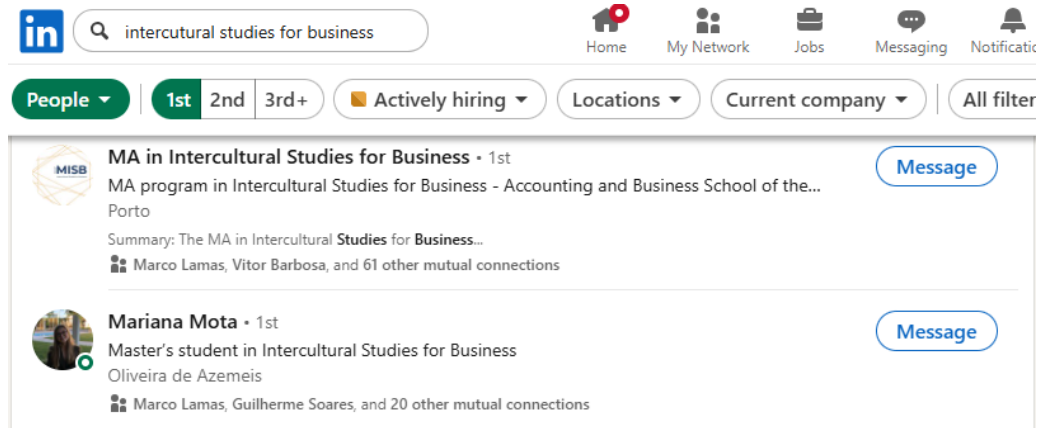 in intercutural studies for business
Home My Network Jobs Messaging Notificatio
People 1st 2nd 3rd+ Actively hiring Locations Current company All filter
MISB
MA in Intercultural Studies for Business • 1st
Message
MA program in Intercultural Studies for Business - Accounting and Business School of the...
Porto
Summary: The MA in Intercultural Studies for Business...
Marco Lamas, Vitor Barbosa, and 61 other mutual connections
Mariana Mota • 1st
Message
Master's student in Intercultural Studies for Business
Oliveira de Azemeis
Marco Lamas, Guilherme Soares, and 20 other mutual connections